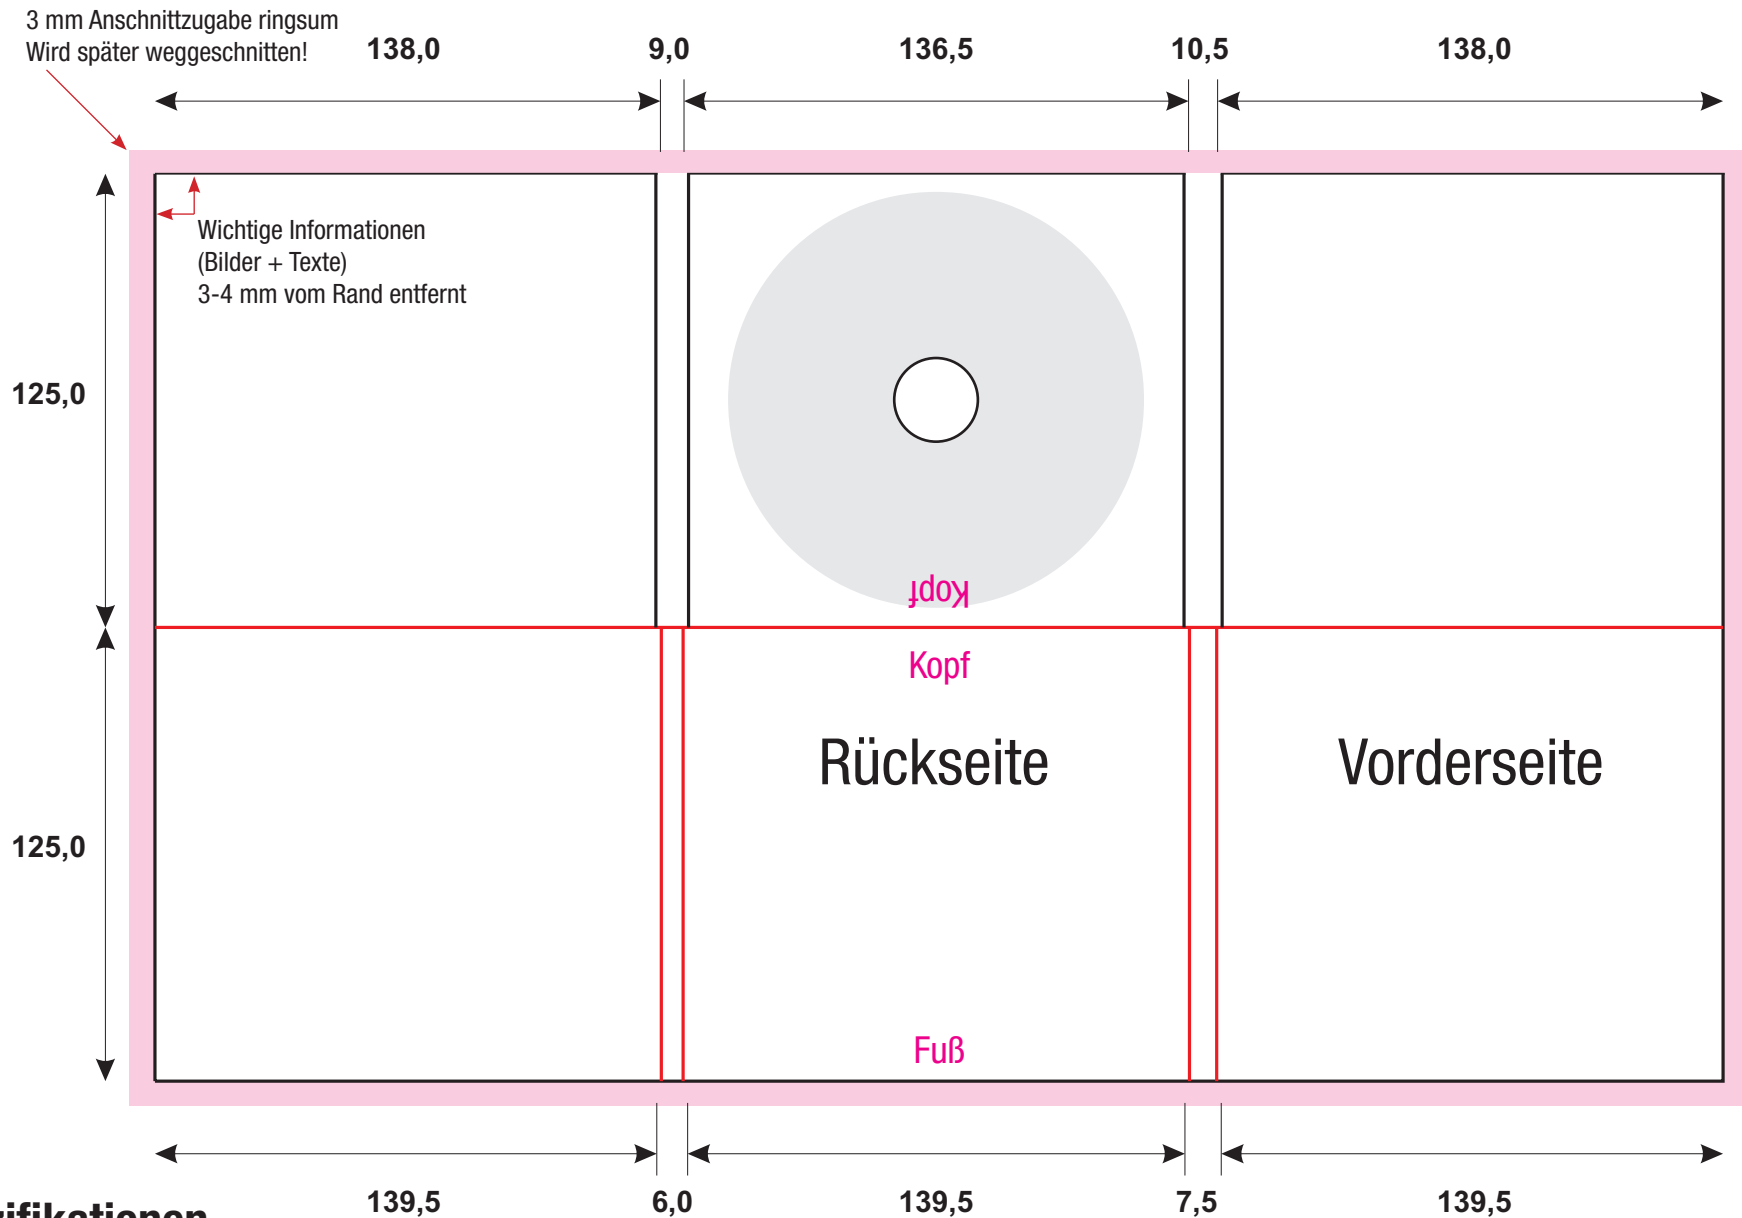 3 mm Anschnittzugabe ringsum
Wird später weggeschnitten!
138,0
9,0
136,5
10,5
138,0
Wichtige Informationen
(Bilder + Texte)
3-4 mm vom Rand entfernt
125,0
Kopf
Kopf
Rückseite
Vorderseite
125,0
Fuß
139,5
6,0
139,5
7,5
139,5